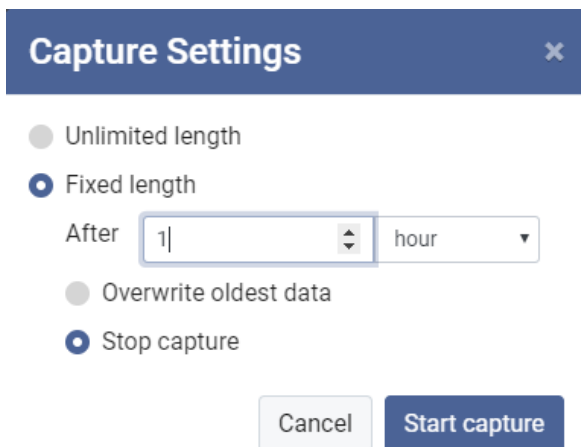 Capture Settings ×
Unlimited length
Fixed length
After 1 hour
Overwrite oldest data
Stop capture
Cancel Start capture